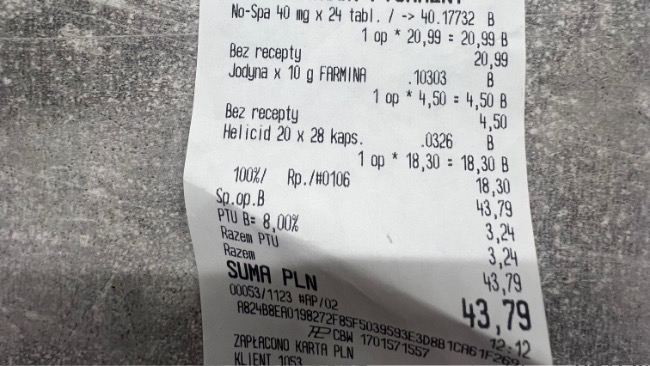 No-Spa 40 mg x 24 tabl. / -> 40.17732 B
1 op * 20,99 = 20,99 B
20,99
Bez recepty
Jodyna x 10 g FARMINA .10303 B
1 op * 4,50 = 4,50 B
4,50
Bez recepty
Helicid 20 x 28 kaps. .0326 B
1 op * 18,30 = 18,30 B
18,30
100%/ Rp./#0106
Sp.op.B 43,79
PTU B= 8,00% 3,24
Razem PTU 3,24
Razem 43,79
SUMA PLN 43,79
00053/1123 #AP/02 12:12
CBW 1701571557
ZAPŁACONO KARTA PLN
KLIENT 1053